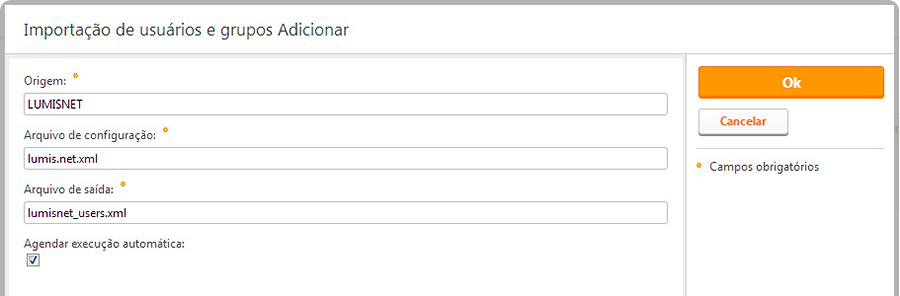 Importação de usuários e grupos Adicionar
Origem: *
LUMISNET
Arquivo de configuração: *
lumis.net.xml
Arquivo de saída: *
lumisnet_users.xml
Agendar execução automática:
Ok
Cancelar
* Campos obrigatórios